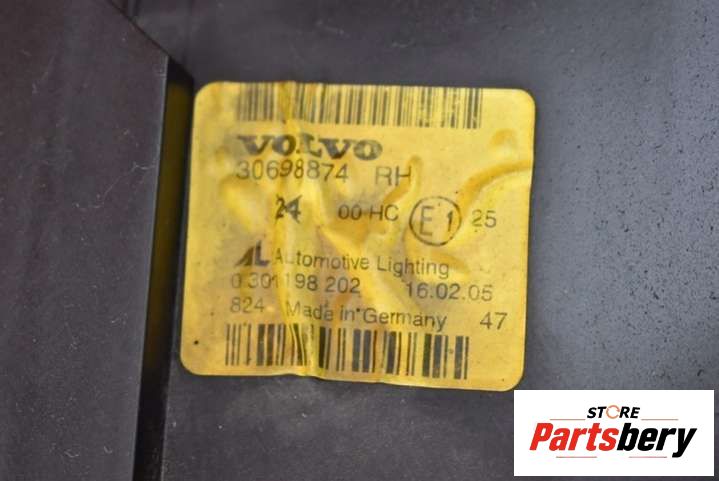 VOLVO
30698874 RH
24 00 HC E1 25
AL Automotive Lighting
0 301 198 202 16.02.05
824 Made in Germany 47
STORE
Partsbery